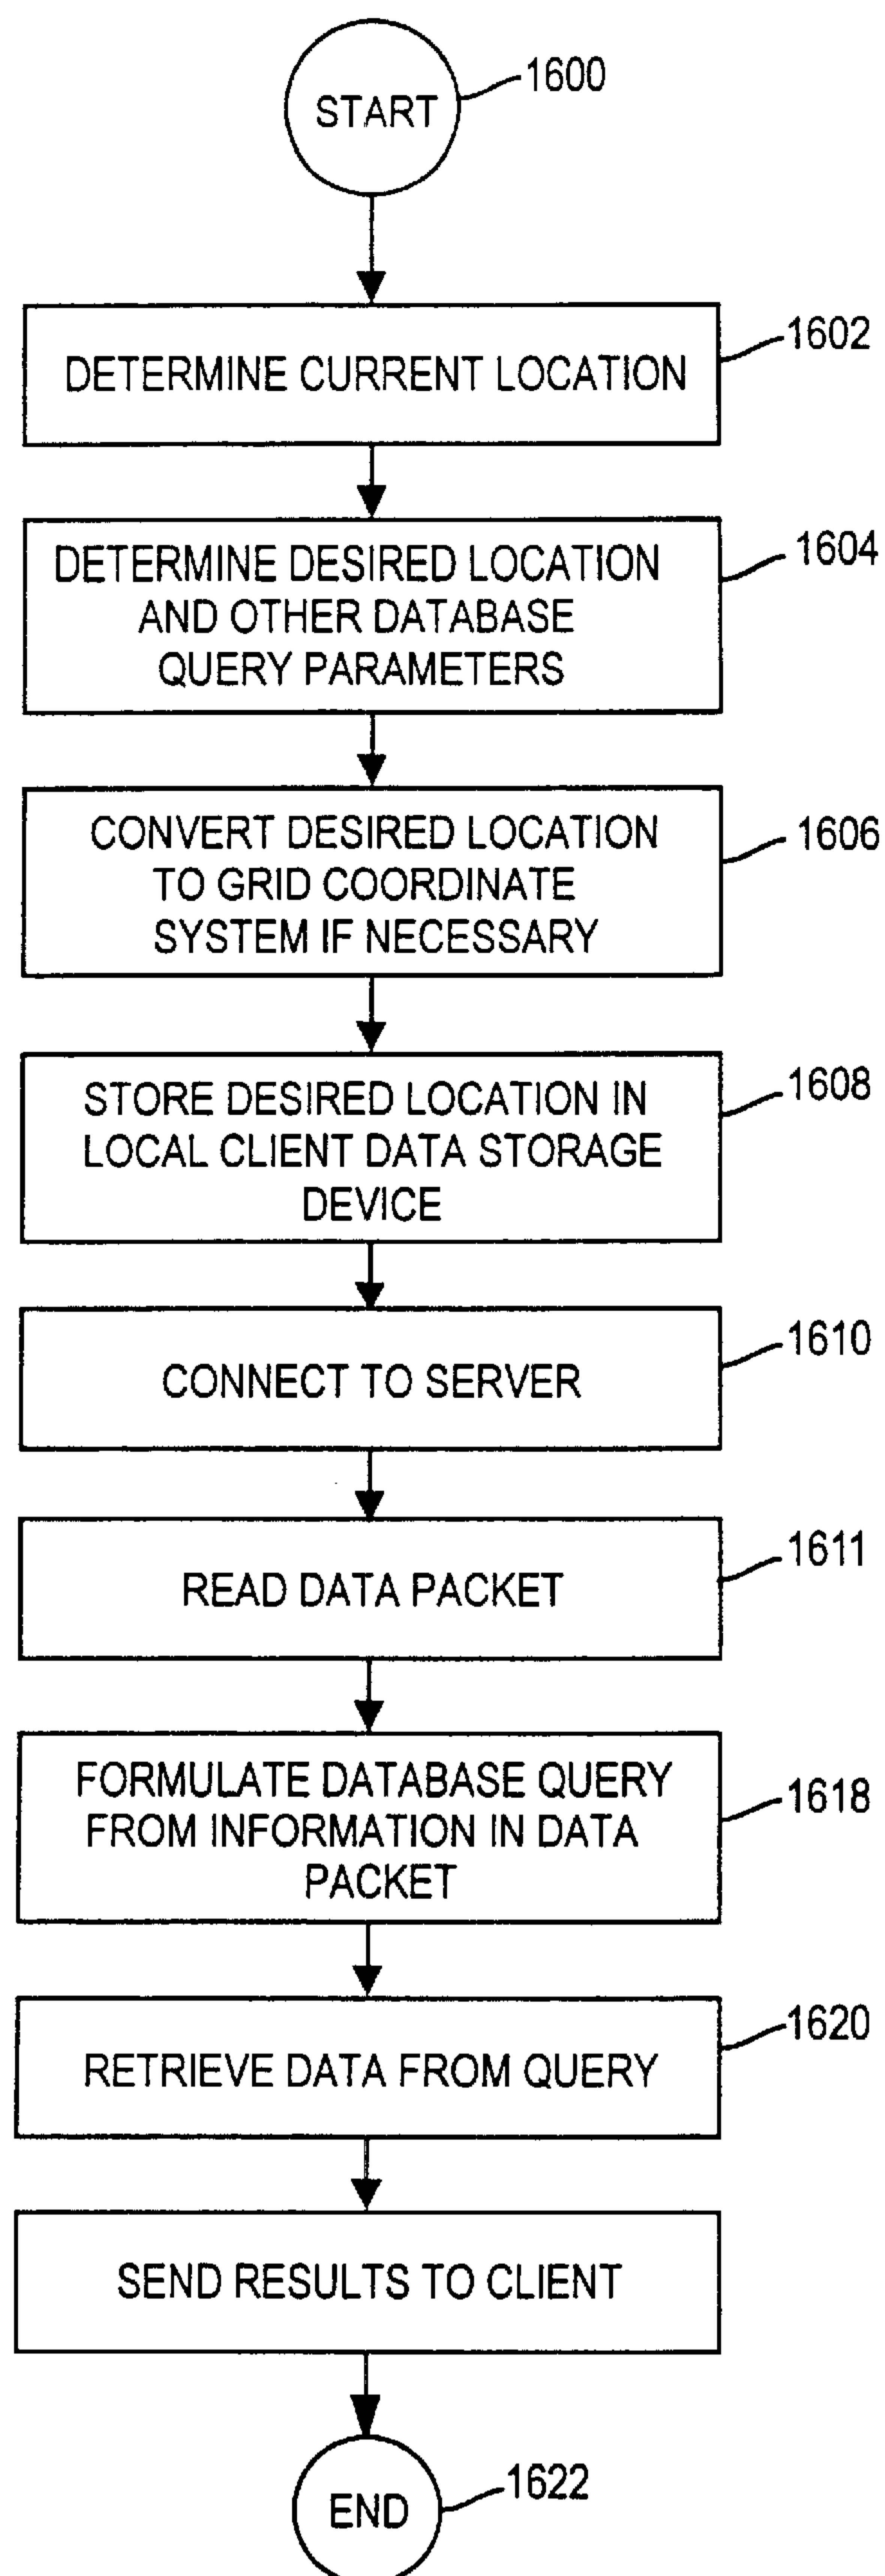 1600
START
1602
DETERMINE CURRENT LOCATION
1604
DETERMINE DESIRED LOCATION
AND OTHER DATABASE
QUERY PARAMETERS
1606
CONVERT DESIRED LOCATION
TO GRID COORDINATE
SYSTEM IF NECESSARY
1608
STORE DESIRED LOCATION IN
LOCAL CLIENT DATA STORAGE
DEVICE
1610
CONNECT TO SERVER
1611
READ DATA PACKET
1618
FORMULATE DATABASE QUERY
FROM INFORMATION IN DATA
PACKET
1620
RETRIEVE DATA FROM QUERY
SEND RESULTS TO CLIENT
1622
END